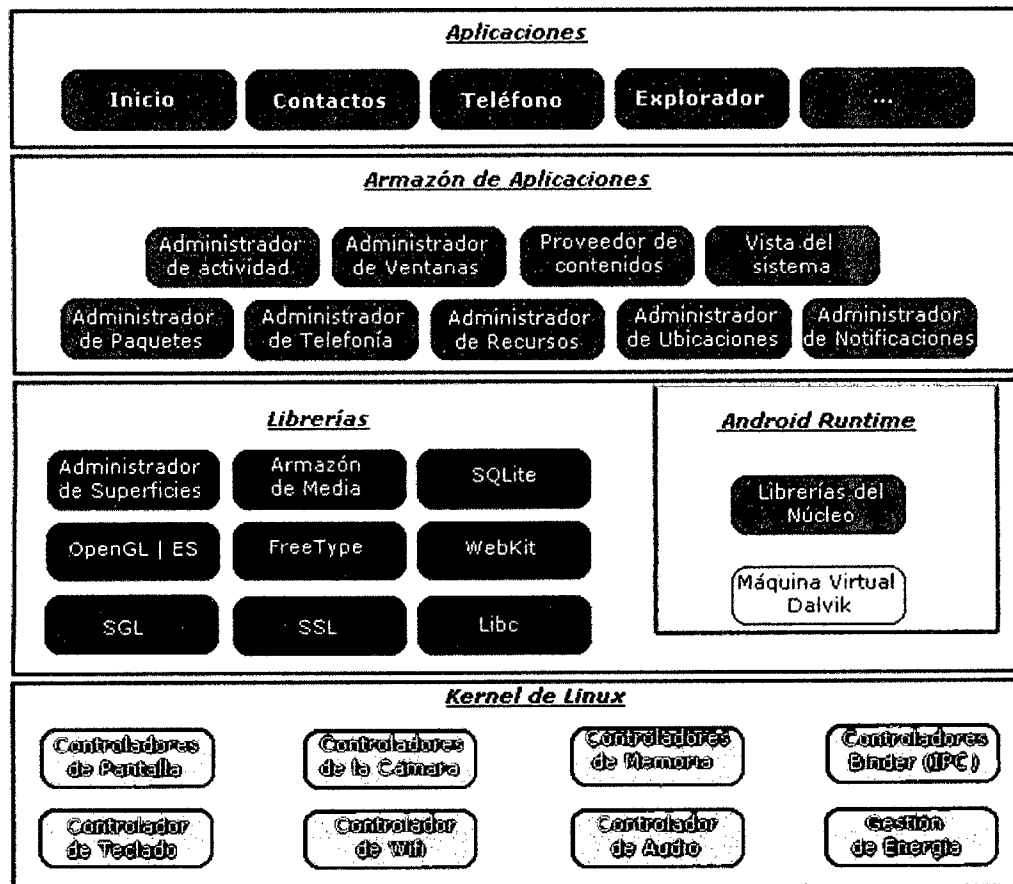 Aplicaciones
Inicio
Contactos
Teléfono
Explorador
...
Armazón de Aplicaciones
Administrador
de actividad.
Administrador
de Ventanas
Proveedor de
contenidos
Vista del
sistema
Administrador
de Paquetes
Administrador
de Telefonía
Administrador
de Recursos
Administrador
de Ubicaciones
Administrador
de Notificaciones
Librerías
Administrador
de Superficies
Armazón
de Media
SQLite
OpenGL | ES
FreeType
WebKit
SGL
SSL
Libc
Android Runtime
Librerías del
Núcleo
Máquina Virtual
Dalvik
Kernel de Linux
Controladores
de Pantalla
Controladores
de la Cámara
Controladores
de Memoria
Controladores
Binder (IPC)
Controlador
de Teclado
Controlador
de Wifi
Controlador
de Audio
Gestión
de Energía